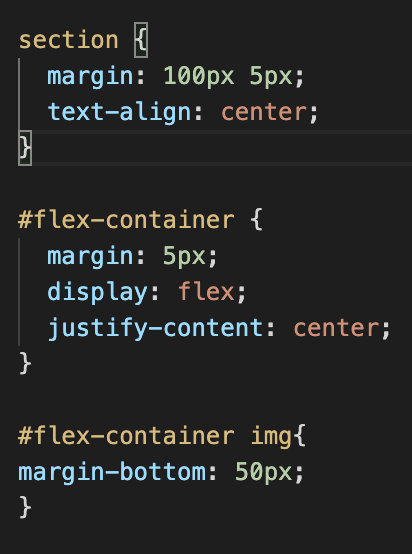 section {
  margin: 100px 5px;
  text-align: center;
}

#flex-container {
  margin: 5px;
  display: flex;
  justify-content: center;
}

#flex-container img{
margin-bottom: 50px;
}